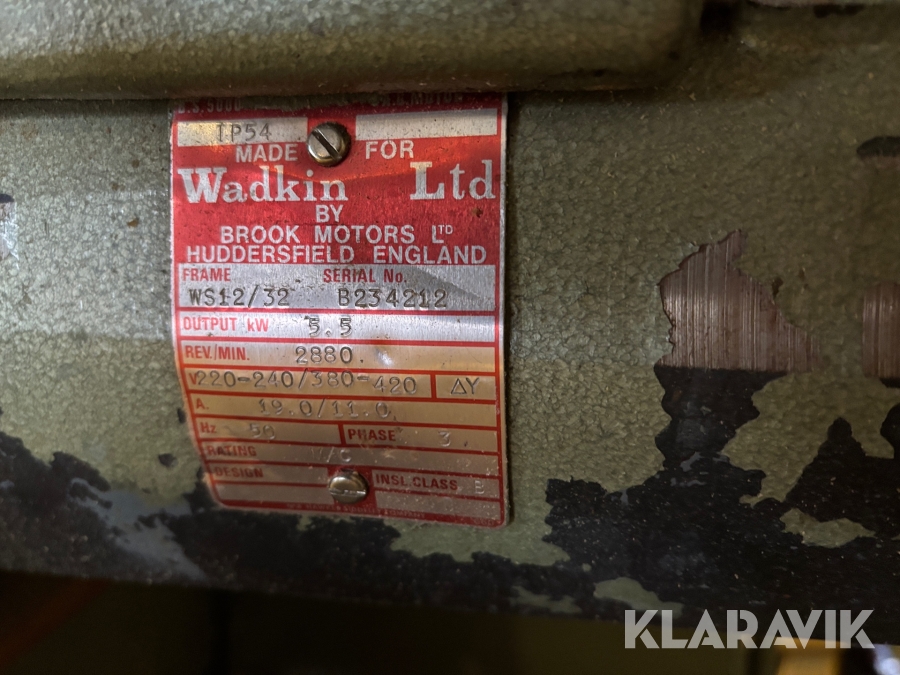 B.S. 5000
IP54
MADE FOR
Wadkin Ltd
BY
BROOK MOTORS LTD
HUDDERSFIELD ENGLAND
FRAME SERIAL No.
WS12/32 B234212
OUTPUT kW 5.5
REV./MIN. 2880.
V 220-240/380-420 ΔY
A. 19.0/11.0
Hz 50 PHASE 3
RATING
DESIGN INSL.CLASS. E
KLARAVIK